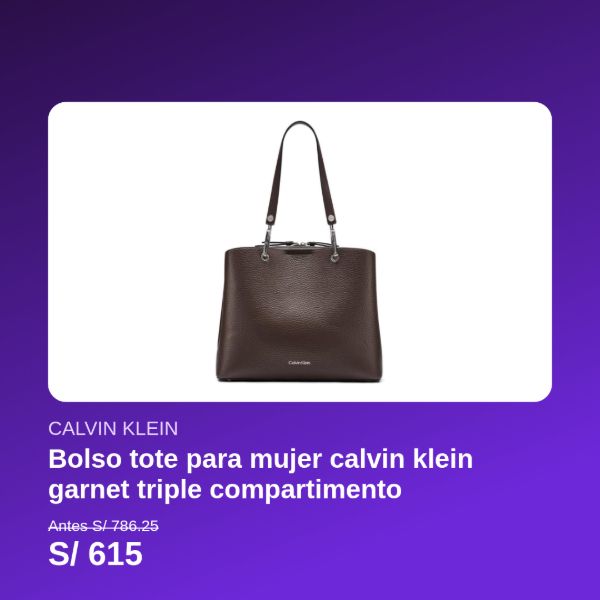 Calvin Klein
CALVIN KLEIN
Bolso tote para mujer calvin klein
garnet triple compartimento
Antes S/ 786.25
S/ 615